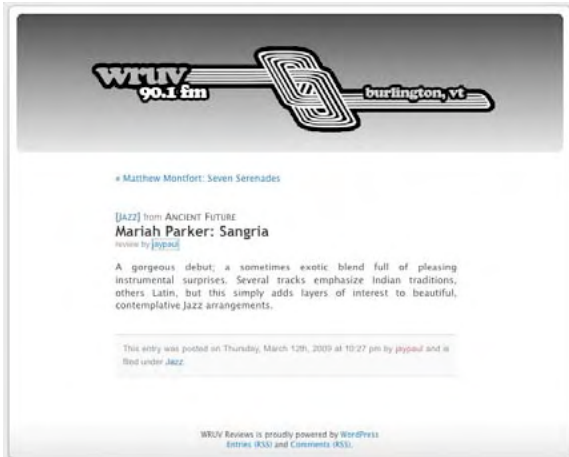 wruv
90.1 fm
burlington, vt
« Matthew Montfort: Seven Serenades
[JAZZ] from ANCIENT FUTURE
Mariah Parker: Sangria
review by jaypaul
A gorgeous debut; a sometimes exotic blend full of pleasing
instrumental surprises. Several tracks emphasize Indian traditions,
others Latin, but this simply adds layers of interest to beautiful,
contemplative Jazz arrangements.
This entry was posted on Thursday, March 12th, 2009 at 10:27 pm by jaypaul and is
filed under Jazz.
WRUV Reviews is proudly powered by WordPress
Entries (RSS) and Comments (RSS).